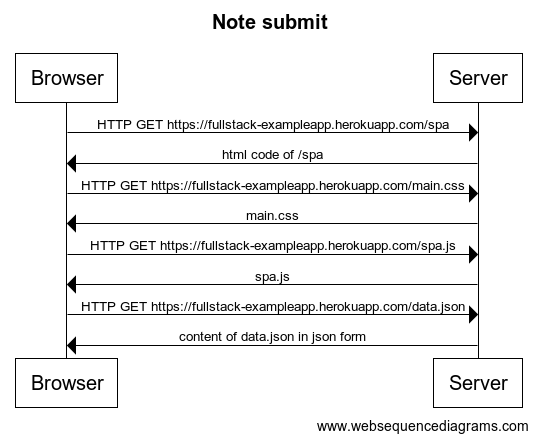 Note submit
Browser
Server
HTTP GET https://fullstack-exampleapp.herokuapp.com/spa
html code of /spa
HTTP GET https://fullstack-exampleapp.herokuapp.com/main.css
main.css
HTTP GET https://fullstack-exampleapp.herokuapp.com/spa.js
spa.js
HTTP GET https://fullstack-exampleapp.herokuapp.com/data.json
content of data.json in json form
Browser
Server
www.websequencediagrams.com